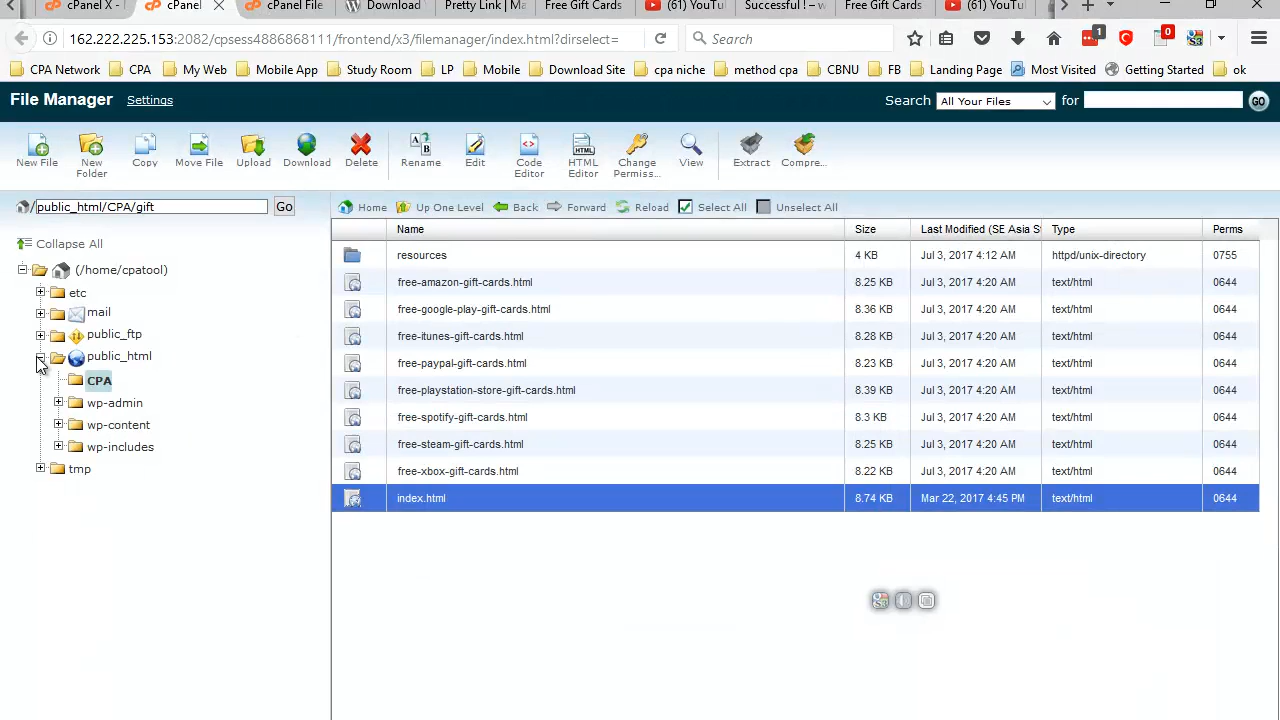 cPanel X -
cPanel
cPanel File
Download
Pretty Link | Ma
Free Gift Cards
(61) YouTu
Successful ! – w
Free Gift Cards
(61) YouTu
162.222.225.153:2082/cpsess4886868111/frontend/x3/filemanager/index.html?dirselect=
Search
1
0
CPA Network
CPA
My Web
Mobile App
Study Room
LP
Mobile
Download Site
cpa niche
method cpa
CBNU
FB
Landing Page
Most Visited
Getting Started
ok
File Manager
Settings
Search
All Your Files
for
GO
New File
New Folder
Copy
Move File
Upload
Download
Delete
Rename
Edit
Code Editor
HTML Editor
Change Permiss...
View
Extract
Compre...
/public_html/CPA/gift
Go
Home
Up One Level
Back
Forward
Reload
Select All
Unselect All
Collapse All
(/home/cpatool)
etc
mail
public_ftp
public_html
CPA
wp-admin
wp-content
wp-includes
tmp
Name Size Last Modified (SE Asia S Type Perms
resources 4 KB Jul 3, 2017 4:12 AM httpd/unix-directory 0755
free-amazon-gift-cards.html 8.25 KB Jul 3, 2017 4:20 AM text/html 0644
free-google-play-gift-cards.html 8.36 KB Jul 3, 2017 4:20 AM text/html 0644
free-itunes-gift-cards.html 8.28 KB Jul 3, 2017 4:20 AM text/html 0644
free-paypal-gift-cards.html 8.23 KB Jul 3, 2017 4:20 AM text/html 0644
free-playstation-store-gift-cards.html 8.39 KB Jul 3, 2017 4:20 AM text/html 0644
free-spotify-gift-cards.html 8.3 KB Jul 3, 2017 4:20 AM text/html 0644
free-steam-gift-cards.html 8.25 KB Jul 3, 2017 4:20 AM text/html 0644
free-xbox-gift-cards.html 8.22 KB Jul 3, 2017 4:20 AM text/html 0644
index.html 8.74 KB Mar 22, 2017 4:45 PM text/html 0644